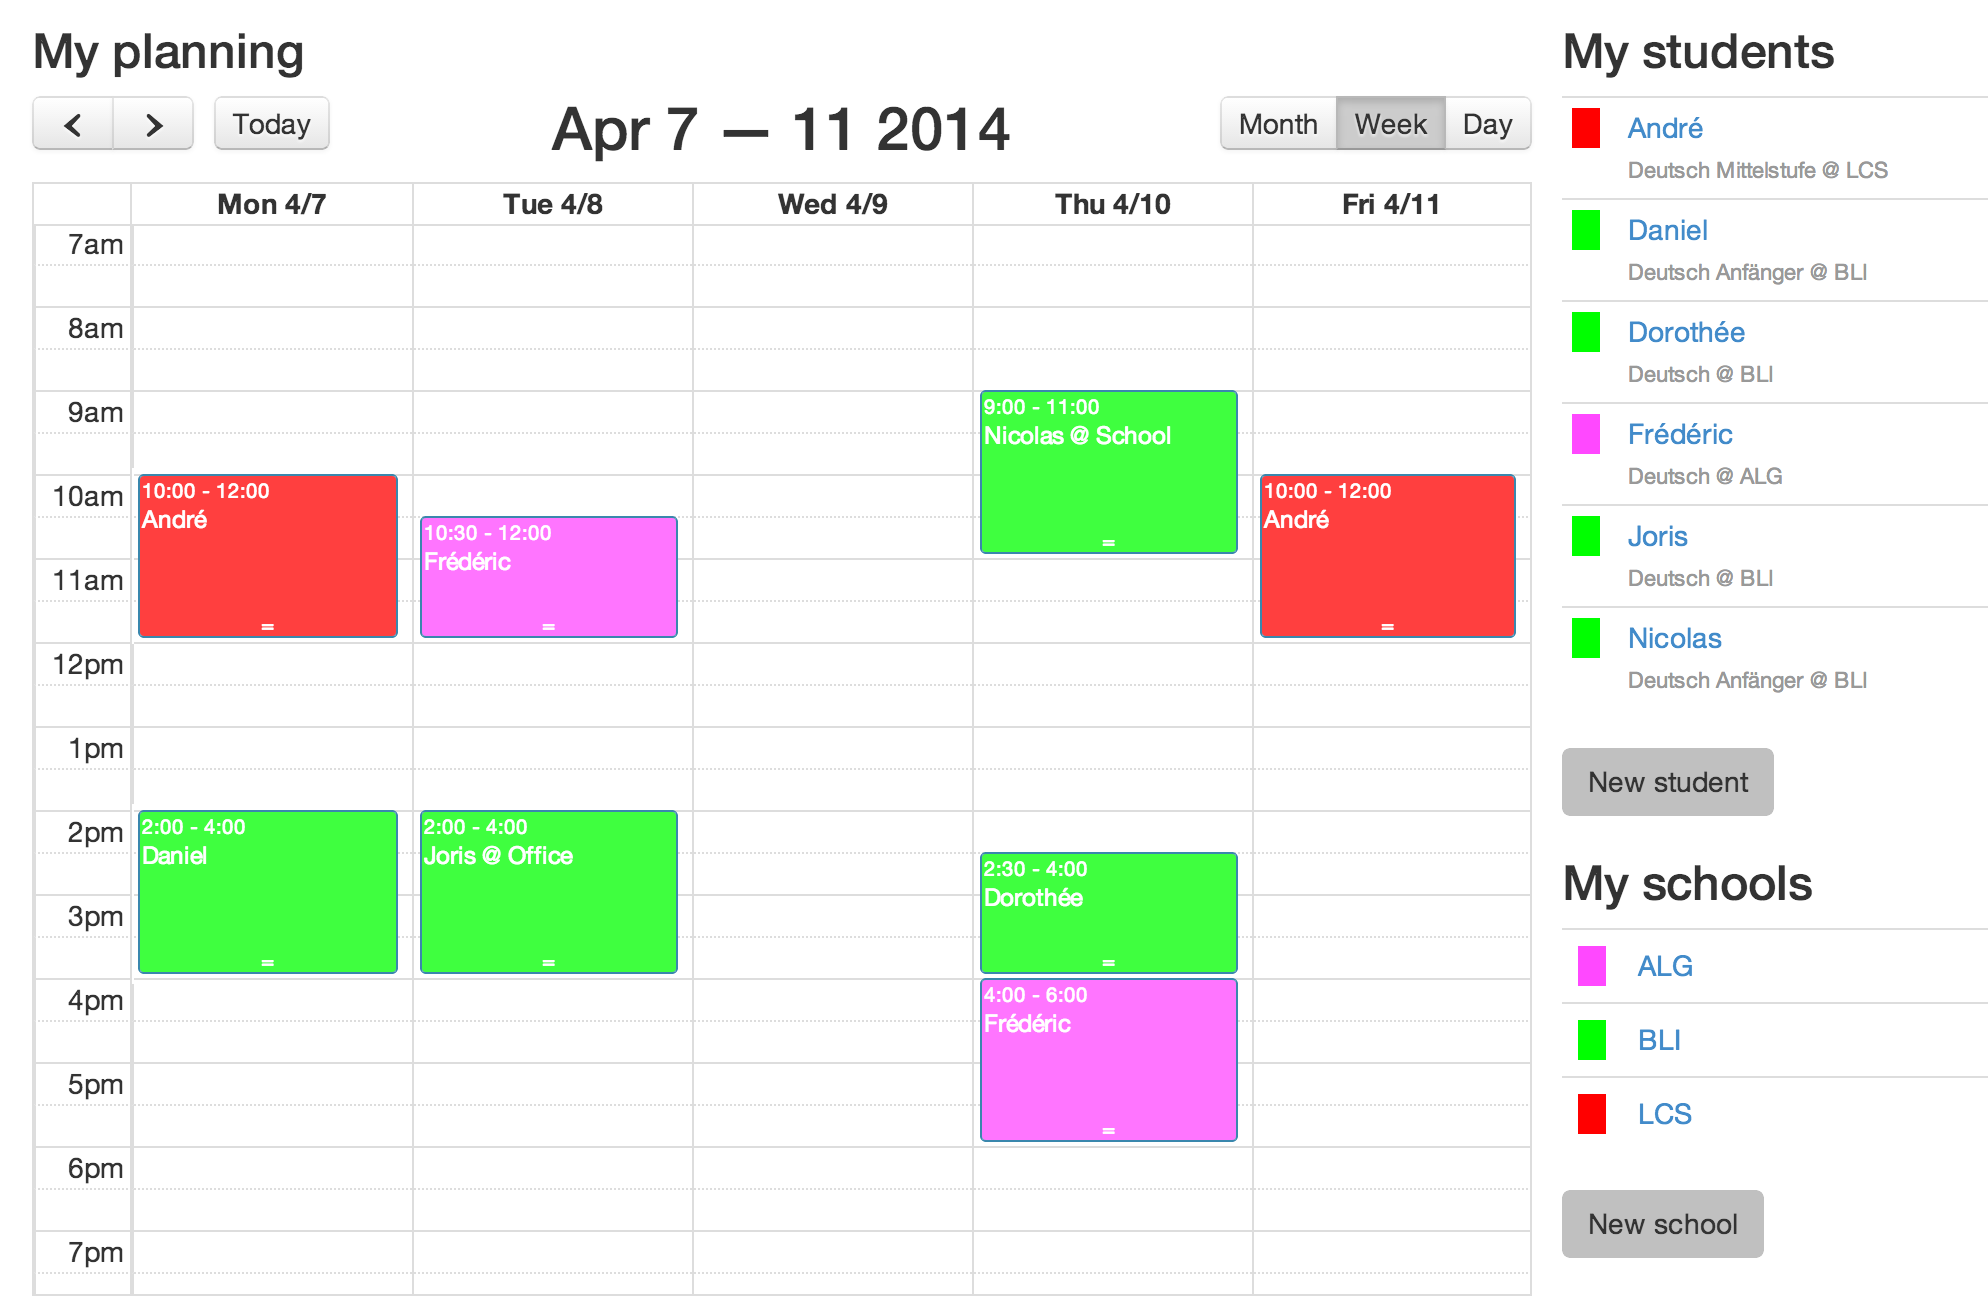 My planning
Today
Apr 7 — 11 2014
Month Week Day
Mon 4/7 Tue 4/8 Wed 4/9 Thu 4/10 Fri 4/11
7am
8am
9am
10am
11am
12pm
1pm
2pm
3pm
4pm
5pm
6pm
7pm
10:00 - 12:00
André
2:00 - 4:00
Daniel
10:30 - 12:00
Frédéric
2:00 - 4:00
Joris @ Office
9:00 - 11:00
Nicolas @ School
2:30 - 4:00
Dorothée
4:00 - 6:00
Frédéric
10:00 - 12:00
André
My students
André
Deutsch Mittelstufe @ LCS
Daniel
Deutsch Anfänger @ BLI
Dorothée
Deutsch @ BLI
Frédéric
Deutsch @ ALG
Joris
Deutsch @ BLI
Nicolas
Deutsch Anfänger @ BLI
New student
My schools
ALG
BLI
LCS
New school